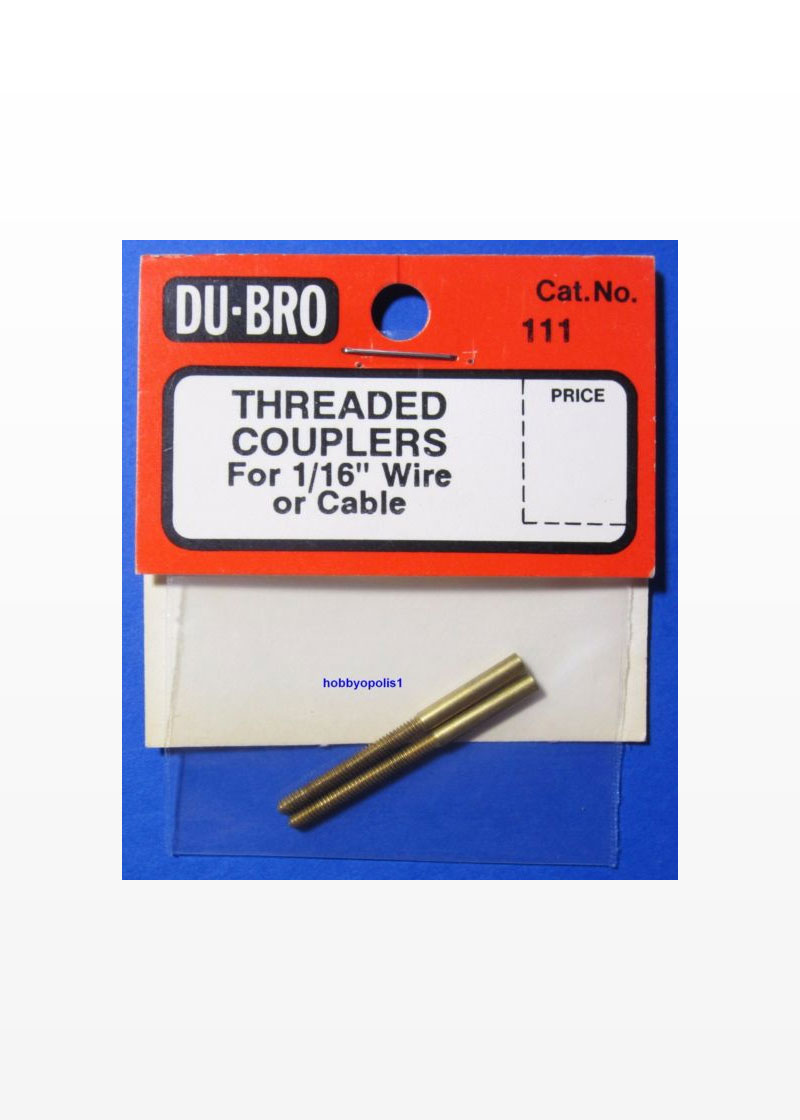 DU-BRO
Cat.No.
111
THREADED
COUPLERS
For 1/16" Wire
or Cable
PRICE
hobbyopolis1